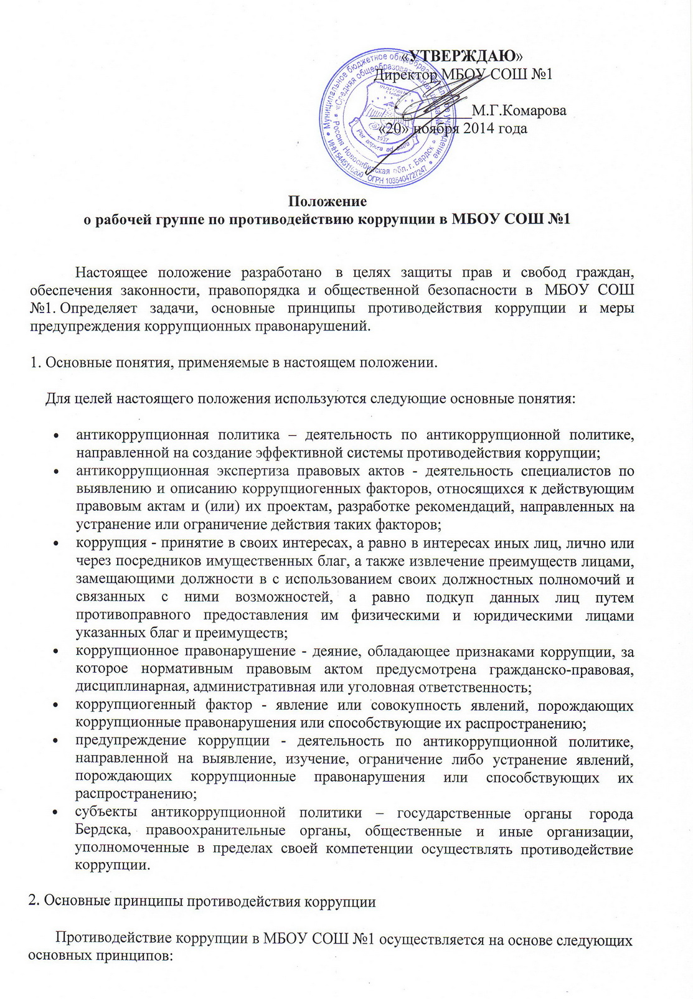 «УТВЕРЖДАЮ»
Директор МБОУ СОШ №1
М.Г.Комарова
«20» ноября 2014 года
Муниципальное бюджетное общеобразовательное учреждение
«Средняя общеобразовательная
Россия Новосибирская обл. г. Бердск
ОГРН 1035404727247
Per aspera ad astra
1937
Положение
о рабочей группе по противодействию коррупции в МБОУ СОШ №1
Настоящее положение разработано в целях защиты прав и свобод граждан,
обеспечения законности, правопорядка и общественной безопасности в МБОУ СОШ
№1. Определяет задачи, основные принципы противодействия коррупции и меры
предупреждения коррупционных правонарушений.
1. Основные понятия, применяемые в настоящем положении.
Для целей настоящего положения используются следующие основные понятия:
• антикоррупционная политика – деятельность по антикоррупционной политике,
направленной на создание эффективной системы противодействия коррупции;
• антикоррупционная экспертиза правовых актов - деятельность специалистов по
выявлению и описанию коррупциогенных факторов, относящихся к действующим
правовым актам и (или) их проектам, разработке рекомендаций, направленных на
устранение или ограничение действия таких факторов;
• коррупция - принятие в своих интересах, а равно в интересах иных лиц, лично или
через посредников имущественных благ, а также извлечение преимуществ лицами,
замещающими должности в с использованием своих должностных полномочий и
связанных с ними возможностей, а равно подкуп данных лиц путем
противоправного предоставления им физическими и юридическими лицами
указанных благ и преимуществ;
• коррупционное правонарушение - деяние, обладающее признаками коррупции, за
которое нормативным правовым актом предусмотрена гражданско-правовая,
дисциплинарная, административная или уголовная ответственность;
• коррупциогенный фактор - явление или совокупность явлений, порождающих
коррупционные правонарушения или способствующие их распространению;
• предупреждение коррупции - деятельность по антикоррупционной политике,
направленной на выявление, изучение, ограничение либо устранение явлений,
порождающих коррупционные правонарушения или способствующих их
распространению;
• субъекты антикоррупционной политики – государственные органы города
Бердска, правоохранительные органы, общественные и иные организации,
уполномоченные в пределах своей компетенции осуществлять противодействие
коррупции.
2. Основные принципы противодействия коррупции
Противодействие коррупции в МБОУ СОШ №1 осуществляется на основе следующих
основных принципов: